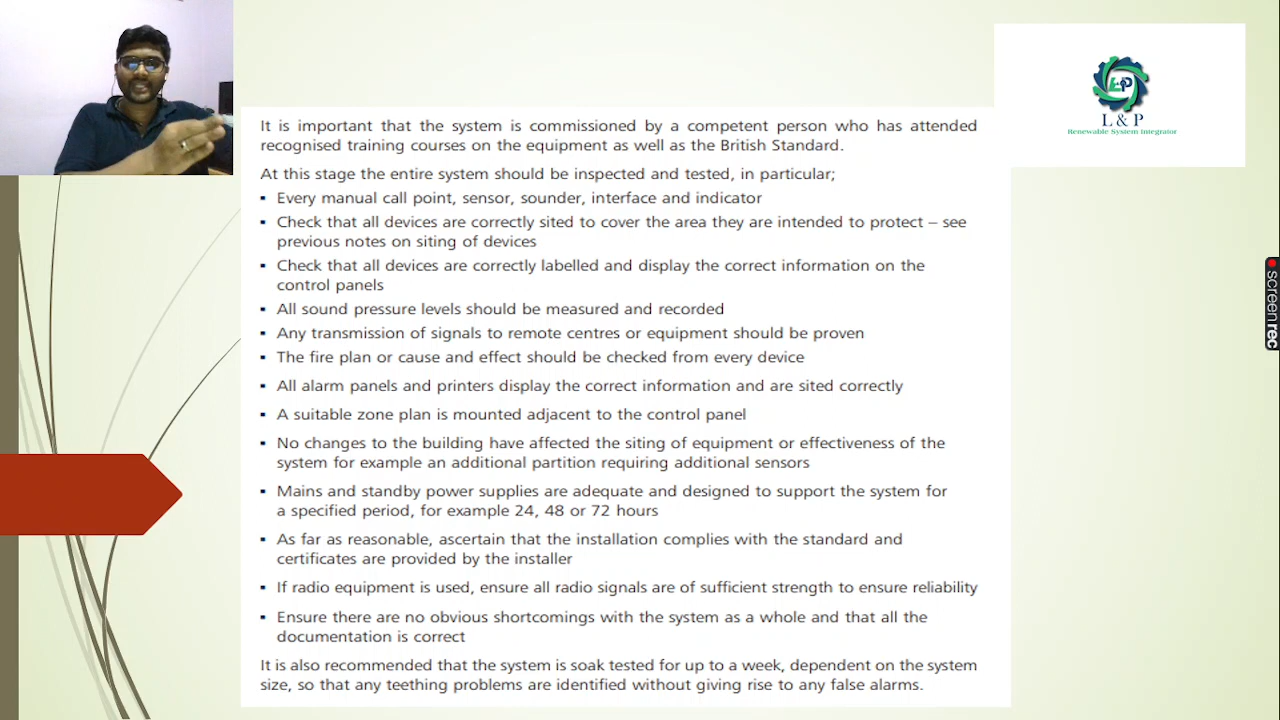 It is important that the system is commissioned by a competent person who has attended
recognised training courses on the equipment as well as the British Standard.
At this stage the entire system should be inspected and tested, in particular;
▪ Every manual call point, sensor, sounder, interface and indicator
▪ Check that all devices are correctly sited to cover the area they are intended to protect – see
previous notes on siting of devices
▪ Check that all devices are correctly labelled and display the correct information on the
control panels
▪ All sound pressure levels should be measured and recorded
▪ Any transmission of signals to remote centres or equipment should be proven
▪ The fire plan or cause and effect should be checked from every device
▪ All alarm panels and printers display the correct information and are sited correctly
▪ A suitable zone plan is mounted adjacent to the control panel
▪ No changes to the building have affected the siting of equipment or effectiveness of the
system for example an additional partition requiring additional sensors
▪ Mains and standby power supplies are adequate and designed to support the system for
a specified period, for example 24, 48 or 72 hours
▪ As far as reasonable, ascertain that the installation complies with the standard and
certificates are provided by the installer
▪ If radio equipment is used, ensure all radio signals are of sufficient strength to ensure reliability
▪ Ensure there are no obvious shortcomings with the system as a whole and that all the
documentation is correct
It is also recommended that the system is soak tested for up to a week, dependent on the system
size, so that any teething problems are identified without giving rise to any false alarms.
LP
L & P
Renewable System Integrator
screenrec